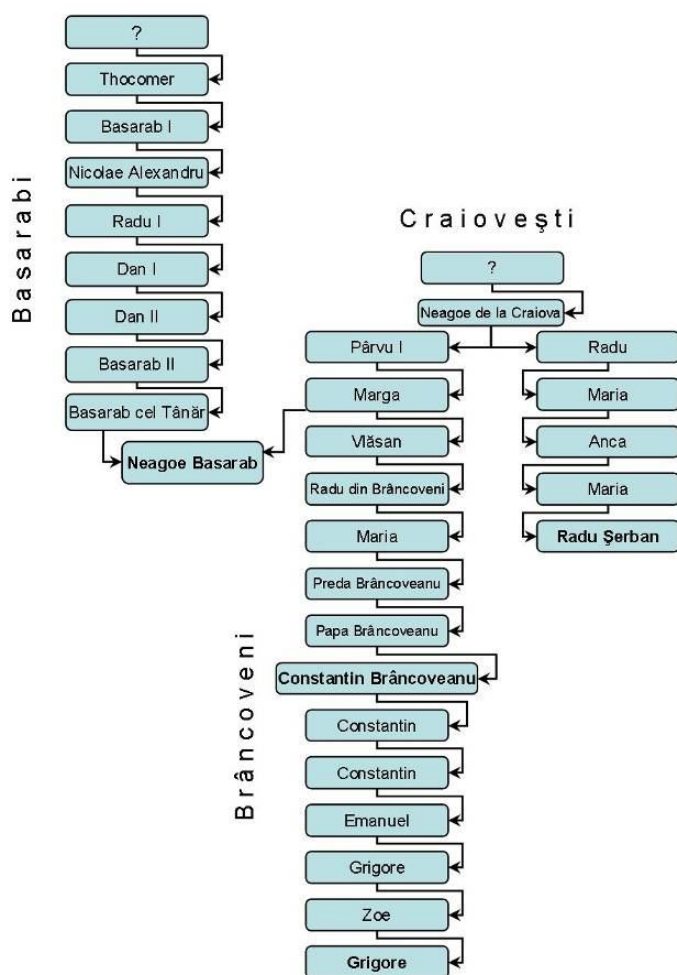 Basarabi
?
Thocomer
Basarab I
Nicolae Alexandru
Radu I
Dan I
Dan II
Basarab II
Basarab cel Tânăr
Neagoe Basarab
Craioveşti
?
Neagoe de la Craiova
Pârvu I
Radu
Marga
Maria
Vlăsan
Anca
Radu din Brâncoveni
Maria
Maria
Radu Şerban
Preda Brâncoveanu
Papa Brâncoveanu
Brâncoveni
Constantin Brâncoveanu
Constantin
Constantin
Emanuel
Grigore
Zoe
Grigore